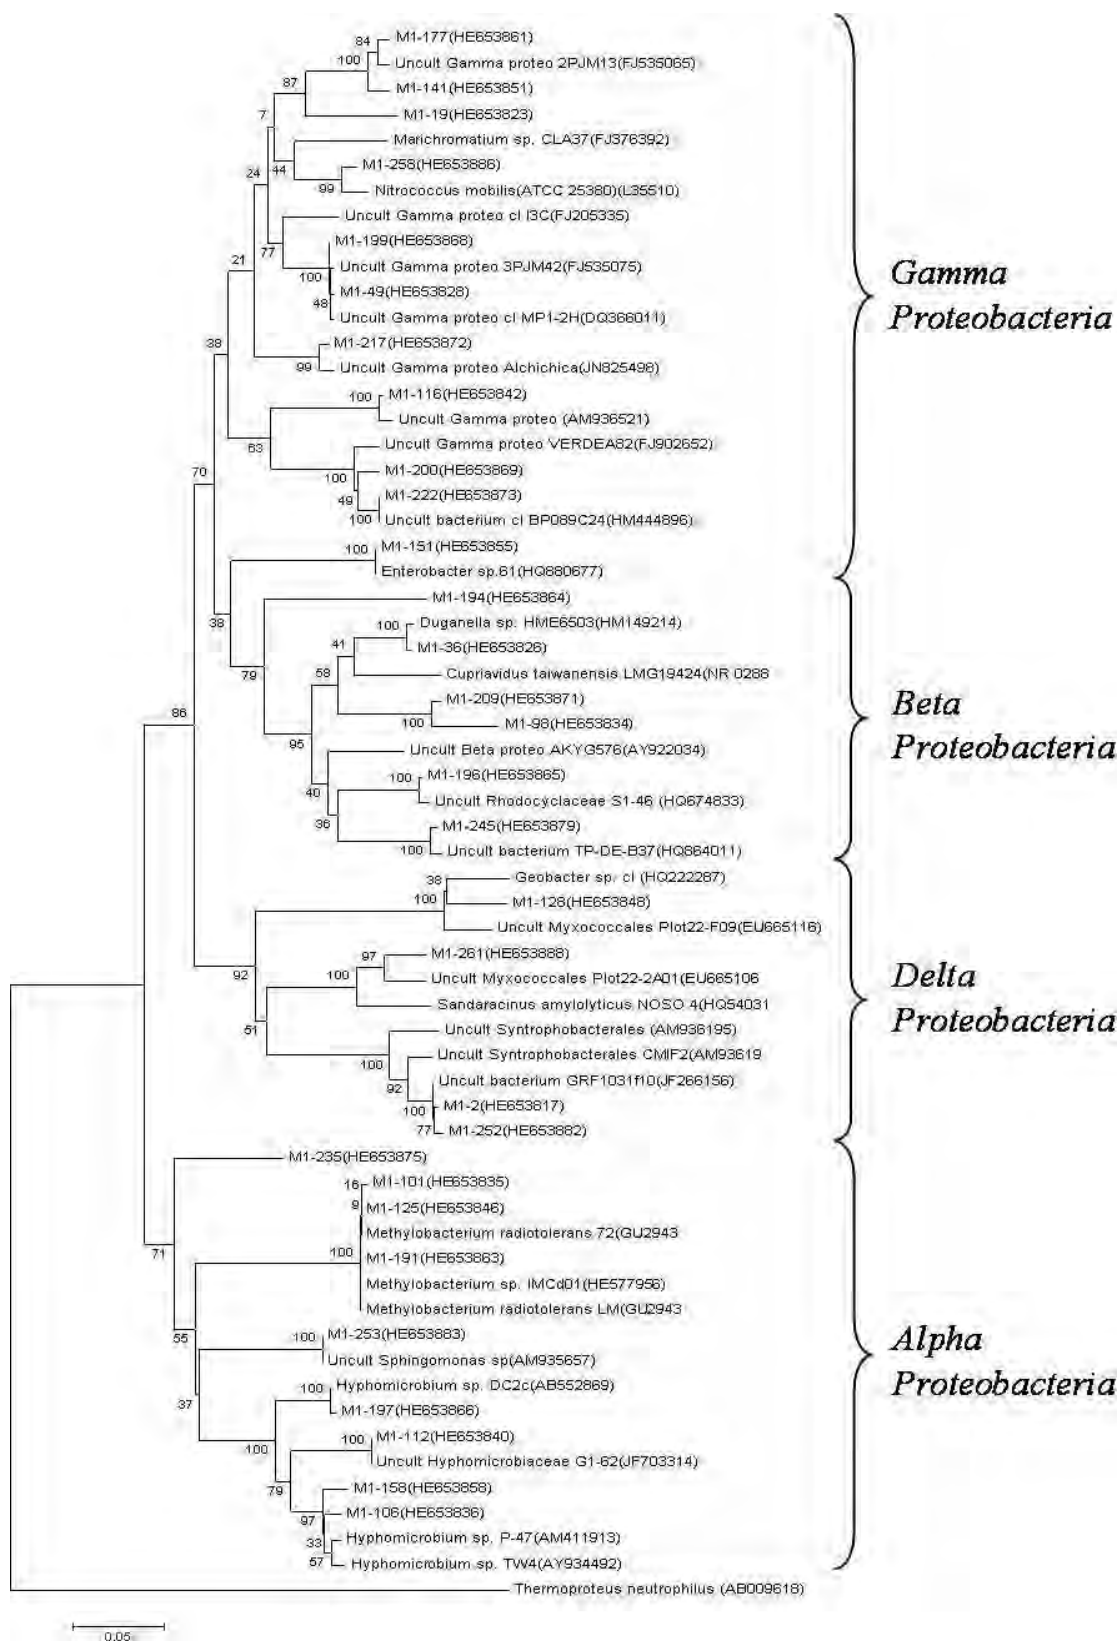 M1-177(HE653861)
84
Uncult Gamma proteo 2PJM13(FJ535065)
100
M1-141(HE653851)
87
M1-19(HE653823)
7
Marichromatium sp. CLA37(FJ376392)
44
M1-258(HE653886)
24
99
Nitrococcus mobilis(ATCC 25380)(L35510)
Uncult Gamma proteo cl I3C(FJ205335)
M1-199(HE653868)
77
21
Uncult Gamma proteo 3PJM42(FJ535075)
100
M1-49(HE653828)
48
Uncult Gamma proteo cl MP1-2H(DQ366011)
Gamma
Proteobacteria
38
M1-217(HE653872)
99
Uncult Gamma proteo Alchichica(JN825498)
M1-116(HE653842)
100
Uncult Gamma proteo (AM936521)
63
Uncult Gamma proteo VERDEA82(FJ902652)
70
M1-200(HE653869)
100
M1-222(HE653873)
49
100
Uncult bacterium cl BP089C24(HM444896)
M1-151(HE653855)
100
Enterobacter sp.61(HQ880677)
M1-194(HE653864)
38
Duganella sp. HME6503(HM149214)
100
M1-36(HE653826)
41
79
58
Cupriavidus taiwanensis LMG19424(NR 0288
M1-209(HE653871)
100
M1-98(HE653834)
86
95
Beta
Proteobacteria
Uncult Beta proteo AKYG576(AY922034)
M1-196(HE653865)
100
40
Uncult Rhodocyclaceae S1-46 (HQ674833)
36
M1-245(HE653879)
100
Uncult bacterium TP-DE-B37(HQ864011)
Geobacter sp. cl (HQ222287)
38
100
M1-128(HE653848)
Uncult Myxococcales Plot22-F09(EU665116)
M1-261(HE653888)
97
92
100
Uncult Myxococcales Plot22-2A01(EU665106
Sandaracinus amylolyticus NOSO 4(HQ54031
51
Uncult Syntrophobacterales (AM936195)
Delta
Proteobacteria
100
Uncult Syntrophobacterales CMIF2(AM93619
92
Uncult bacterium GRF1031f10(JF266156)
M1-2(HE653817)
100
77
M1-252(HE653882)
M1-235(HE653875)
M1-101(HE653835)
16
9
M1-125(HE653846)
Methylobacterium radiotolerans 72(GU2943
71
100
M1-191(HE653863)
Methylobacterium sp. IMCd01(HE577956)
Methylobacterium radiotolerans LM(GU2943
55
M1-253(HE653883)
100
Uncult Sphingomonas sp(AM935657)
Alpha
Proteobacteria
Hyphomicrobium sp. DC2c(AB552869)
100
37
M1-197(HE653866)
M1-112(HE653840)
100
100
Uncult Hyphomicrobiaceae G1-62(JF703314)
79
M1-158(HE653858)
M1-106(HE653836)
97
Hyphomicrobium sp. P-47(AM411913)
33
57
Hyphomicrobium sp. TW4(AY934492)
Thermoproteus neutrophilus (AB009618)
0.05